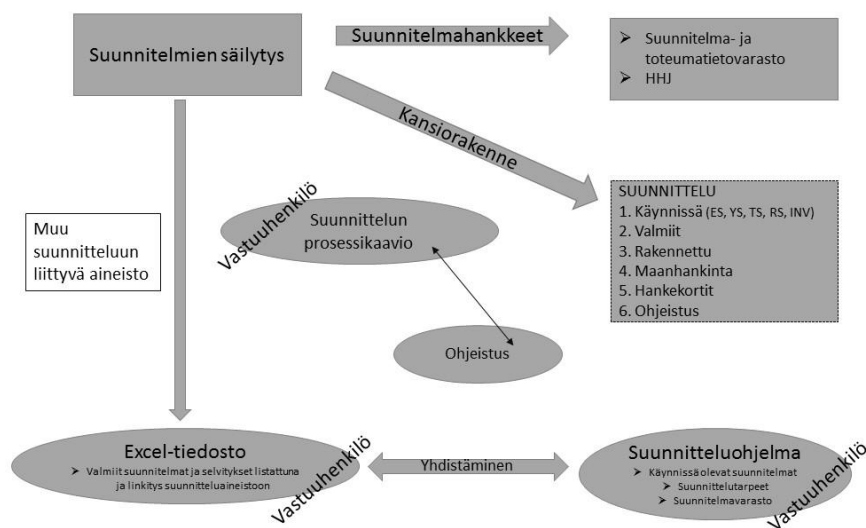 Suunnitelmien säilytys
Suunnitelmahankkeet
➢ Suunnitelma- ja
toteumatietovarasto
➢ HHJ
Kansiorakenne
SUUNNITTELU
1. Käynnissä (ES, YS, TS, RS, INV)
2. Valmiit
3. Rakennettu
4. Maanhankinta
5. Hankekortit
6. Ohjeistus
Muu
suunnitteluun
liittyvä aineisto
Vastuuhenkilö
Suunnittelun
prosessikaavio
Ohjeistus
Excel-tiedosto
➢ Valmiit suunnitelmat ja selvitykset listattuna
ja linkitys suunnitteluaineistoon
Vastuuhenkilö
Yhdistäminen
Suunnitteluohjelma
➢ Käynnissä olevat suunnitelmat
➢ Suunnittelutarpeet
➢ Suunnitelmavarasto
Vastuuhenkilö